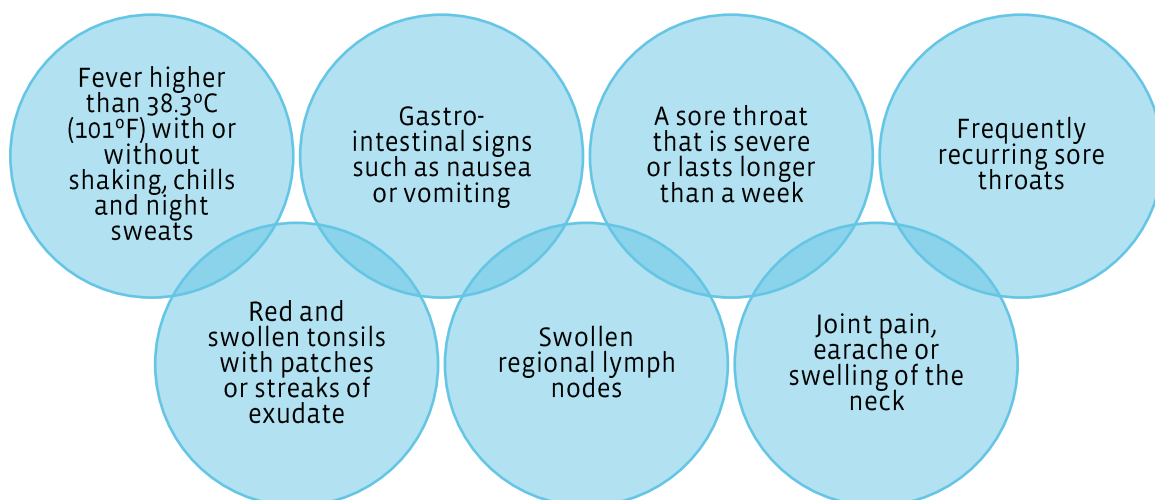 Fever higher
than 38.3ºC
(101ºF) with or
without
shaking, chills
and night
sweats
Gastro-
intestinal signs
such as nausea
or vomiting
A sore throat
that is severe
or lasts longer
than a week
Frequently
recurring sore
throats
Red and
swollen tonsils
with patches
or streaks of
exudate
Swollen
regional lymph
nodes
Joint pain,
earache or
swelling of the
neck